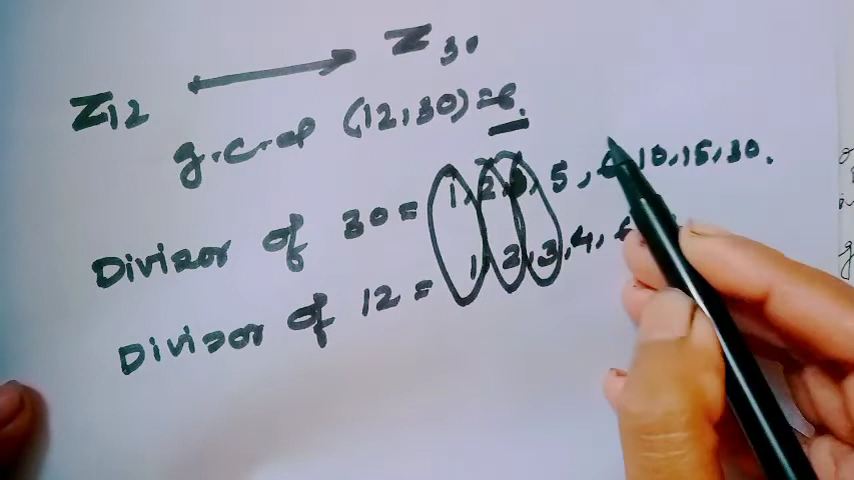 Z12 → Z30
g.c.d (12,30) = 6.
Divisor of 30 = 1, 2, 3, 5, 6, 10, 15, 30.
Divisor of 12 = 1, 2, 3, 4,